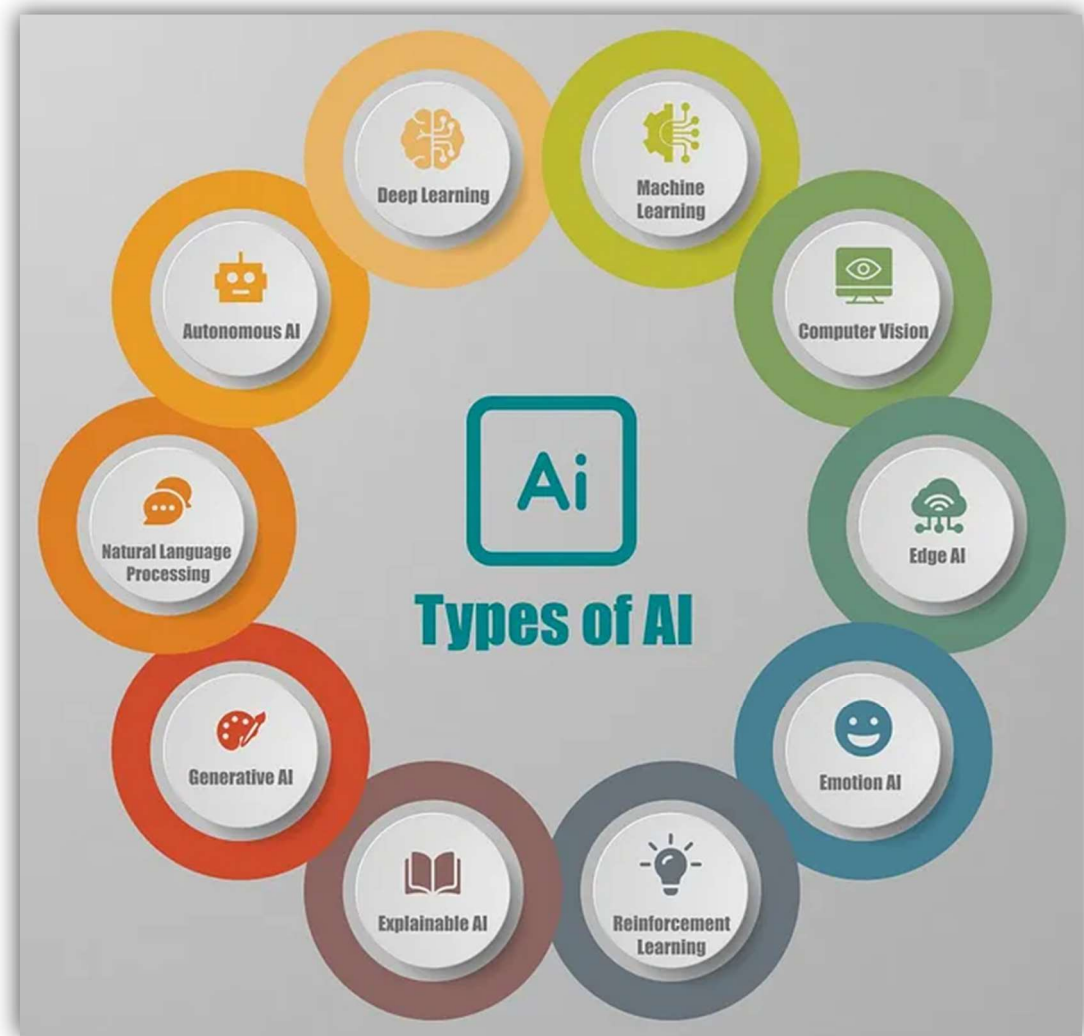 Deep Learning
Machine
Learning
Autonomous AI
Computer Vision
Ai
Natural Language
Processing
Edge AI
Types of AI
Generative AI
Emotion AI
Explainable AI
Reinforcement
Learning